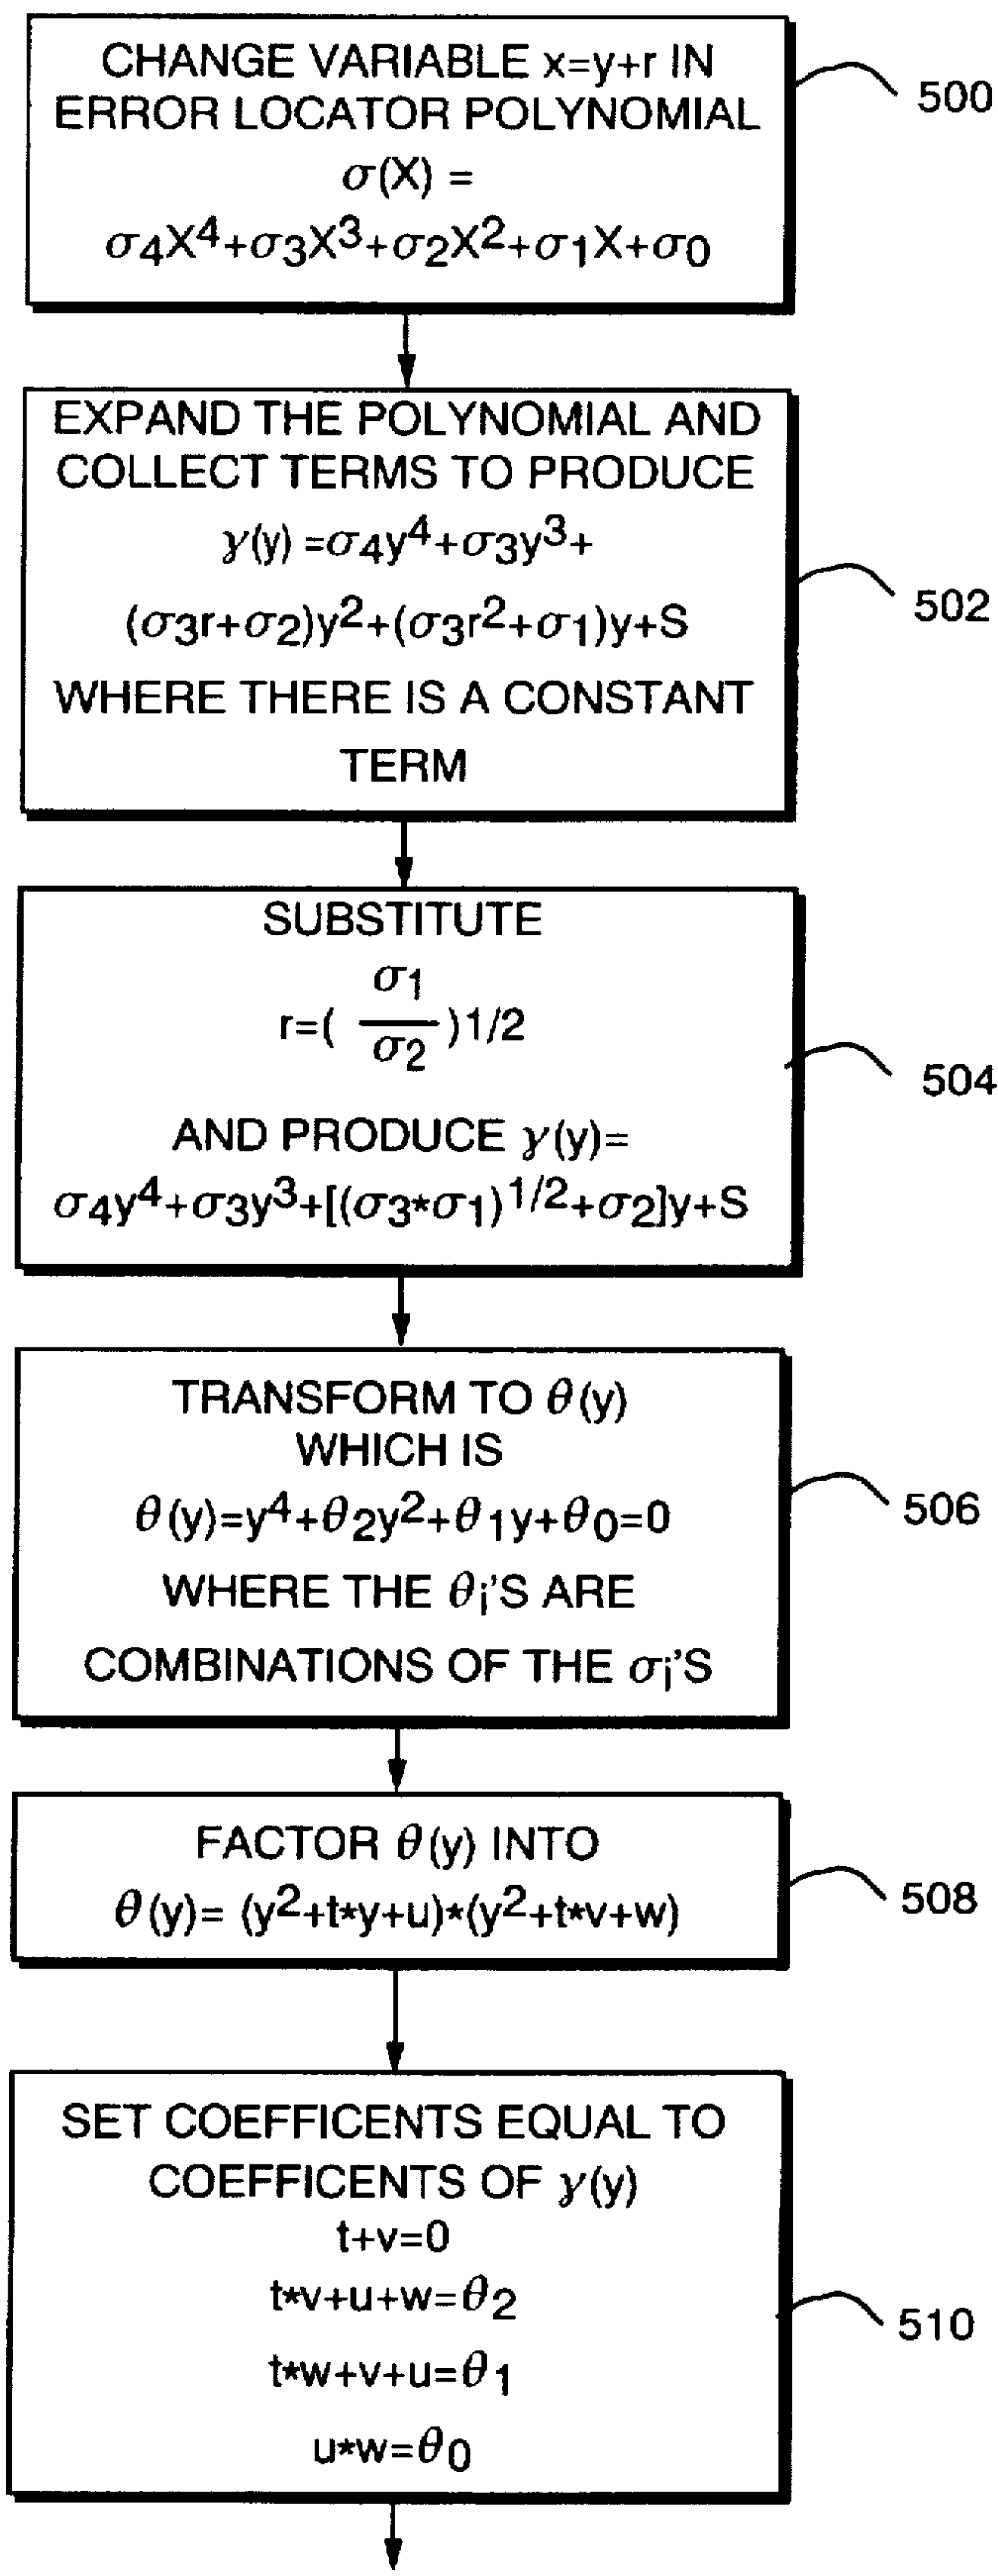 CHANGE VARIABLE x=y+r IN
ERROR LOCATOR POLYNOMIAL
σ(X) =
σ4X⁴+σ3X³+σ2X²+σ1X+σ0
500
EXPAND THE POLYNOMIAL AND
COLLECT TERMS TO PRODUCE
γ(y) =σ4y⁴+σ3y³+
(σ3r+σ2)y²+(σ3r²+σ1)y+S
WHERE THERE IS A CONSTANT
TERM
502
SUBSTITUTE
σ1
r=( ―― )1/2
σ2
AND PRODUCE γ(y)=
σ4y⁴+σ3y³+[(σ3*σ1)^1/2+σ2]y+S
504
TRANSFORM TO θ(y)
WHICH IS
θ(y)=y⁴+θ2y²+θ1y+θ0=0
WHERE THE θi'S ARE
COMBINATIONS OF THE σi'S
506
FACTOR θ(y) INTO
θ(y)= (y²+t*y+u)*(y²+t*v+w)
508
SET COEFFICENTS EQUAL TO
COEFFICENTS OF γ(y)
t+v=0
t*v+u+w=θ2
t*w+v+u=θ1
u*w=θ0
510